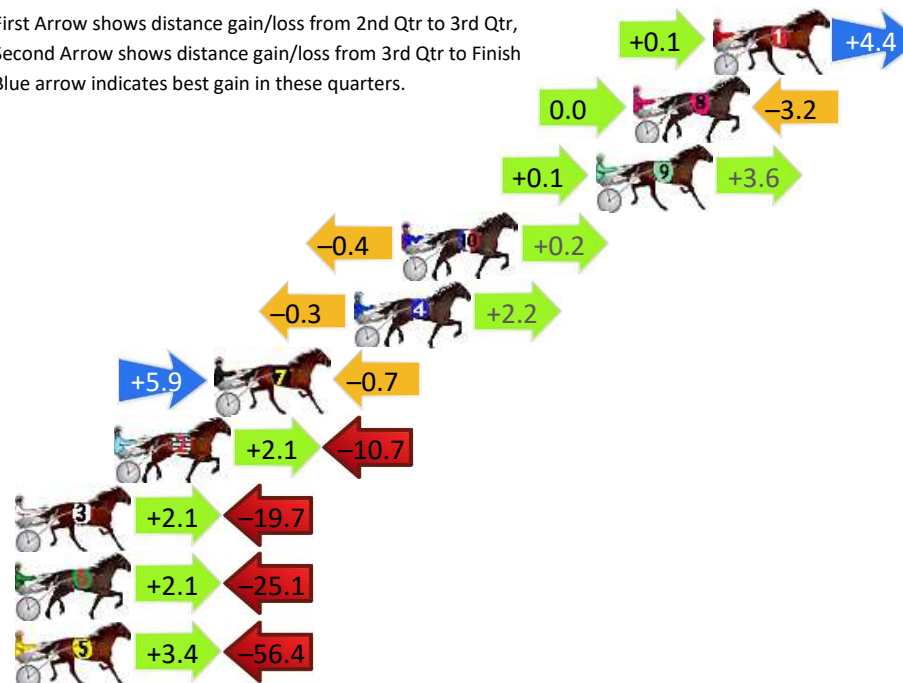 First Arrow shows distance gain/loss from 2nd Qtr to 3rd Qtr,
Second Arrow shows distance gain/loss from 3rd Qtr to Finish
Blue arrow indicates best gain in these quarters.
+0.1 1 +4.4
0.0 8 −3.2
+0.1 9 +3.6
−0.4 10 +0.2
−0.3 4 +2.2
+5.9 7 −0.7
2 +2.1 −10.7
3 +2.1 −19.7
6 +2.1 −25.1
5 +3.4 −56.4